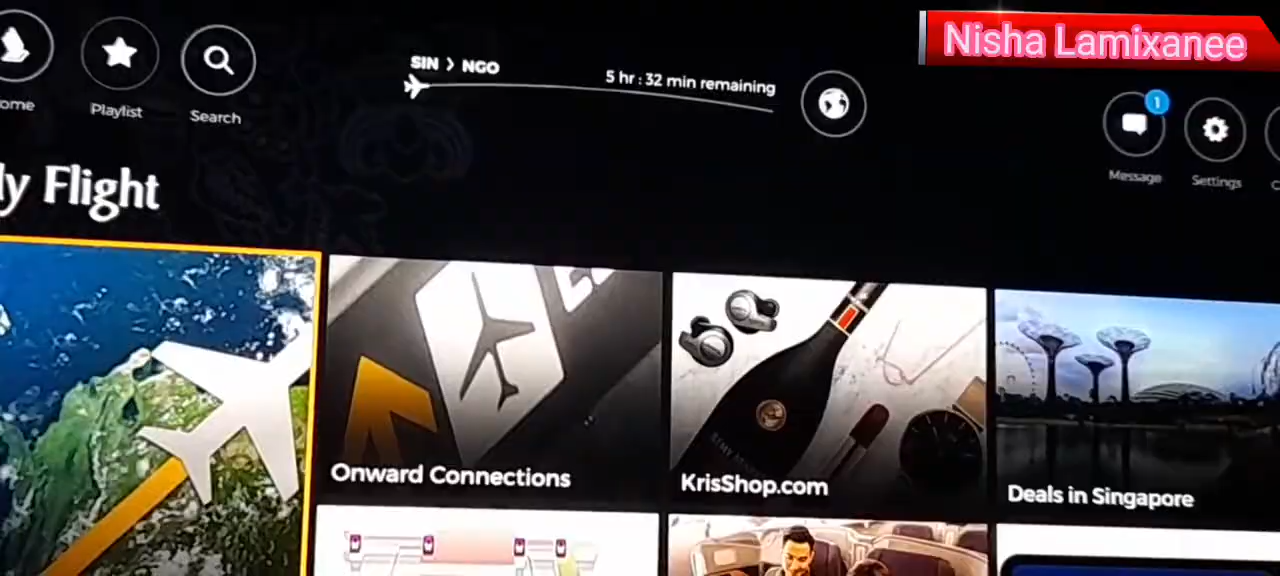 Nisha Lamixanee
SIN > NGO
5 hr : 32 min remaining
ome
Playlist
Search
1
Message
Settings
y Flight
Onward Connections
KrisShop.com
Deals in Singapore